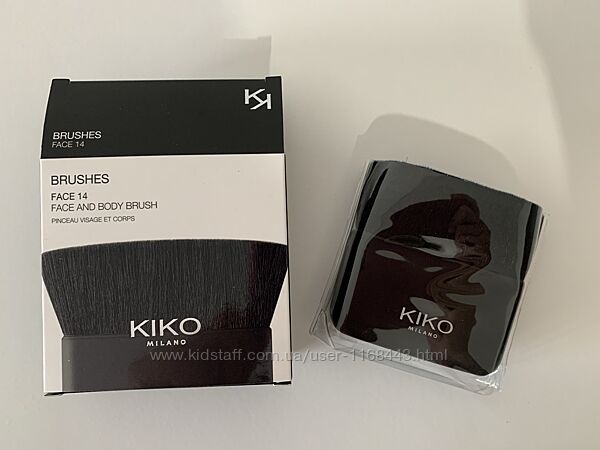 KK
BRUSHES
FACE 14
BRUSHES
FACE 14
FACE AND BODY BRUSH
PINCEAU VISAGE ET CORPS
KIKO
MILANO
KIKO
MILANO
www.kidstaff.com.ua/user-1168443.html